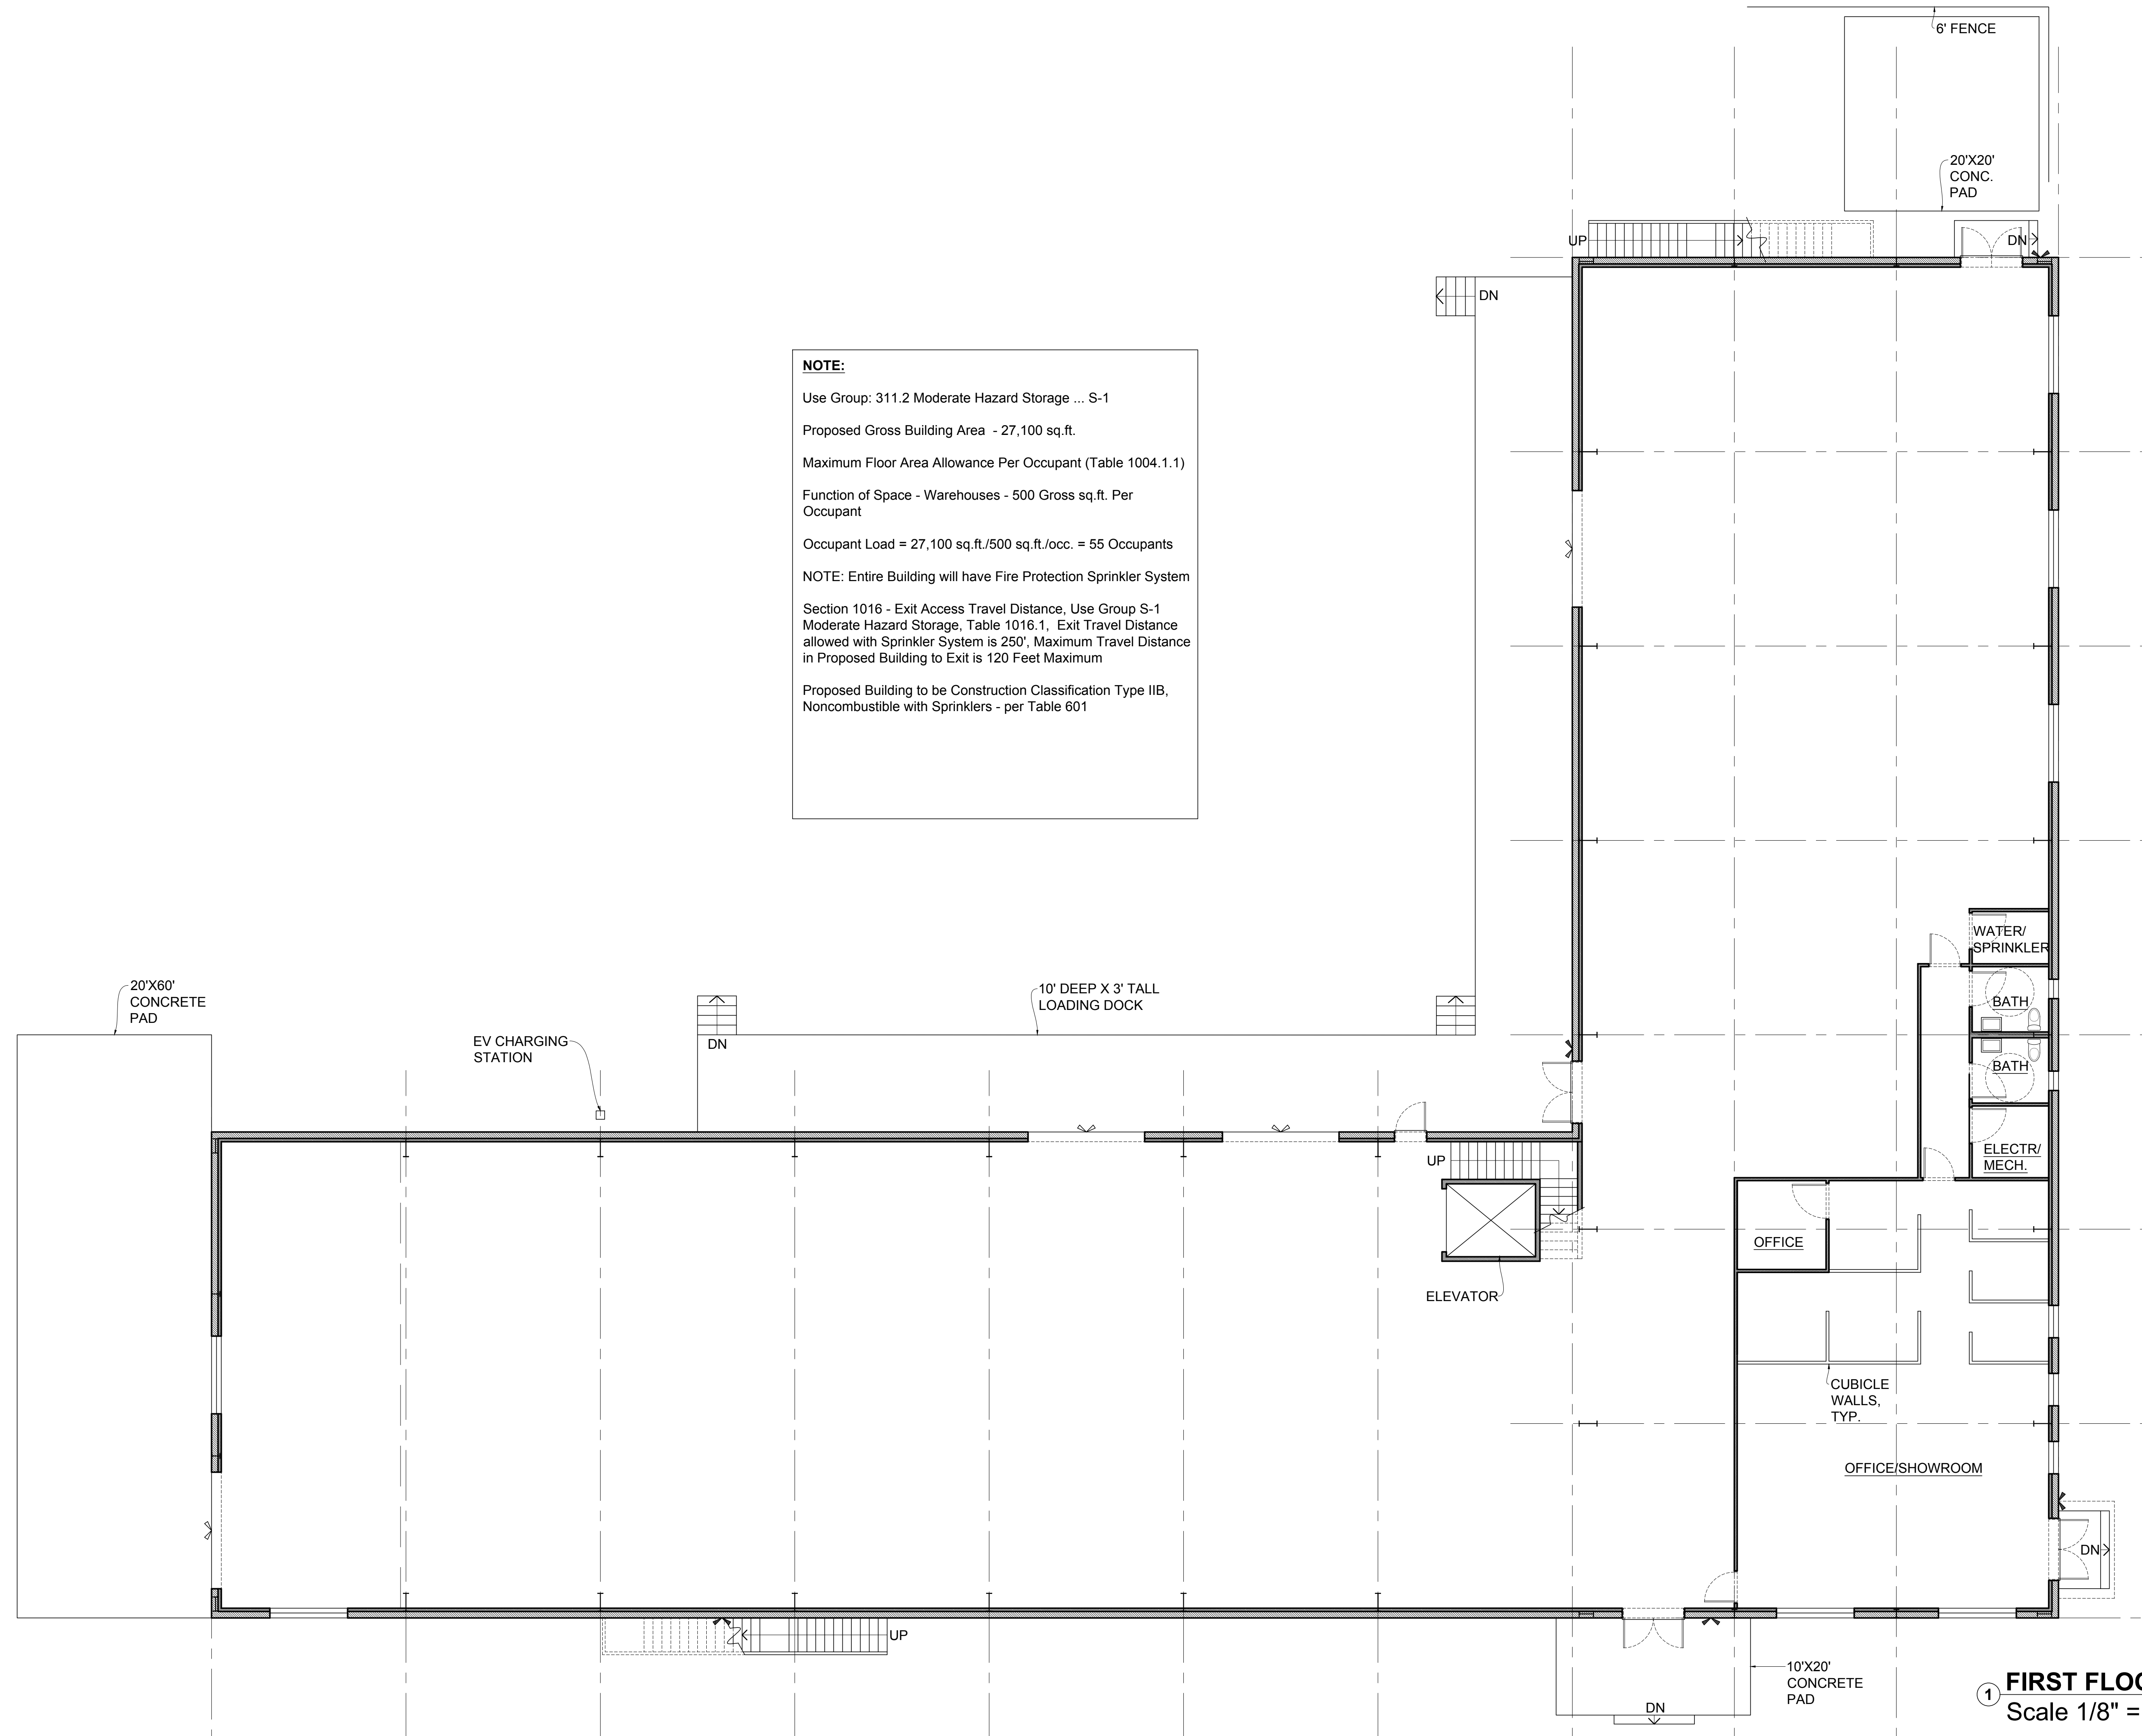 6' FENCE
20'X20'
CONC.
PAD
UP
DN
DN
NOTE:
Use Group: 311.2 Moderate Hazard Storage ... S-1
Proposed Gross Building Area - 27,100 sq.ft.
Maximum Floor Area Allowance Per Occupant (Table 1004.1.1)
Function of Space - Warehouses - 500 Gross sq.ft. Per
Occupant
Occupant Load = 27,100 sq.ft./500 sq.ft./occ. = 55 Occupants
NOTE: Entire Building will have Fire Protection Sprinkler System
Section 1016 - Exit Access Travel Distance, Use Group S-1
Moderate Hazard Storage, Table 1016.1, Exit Travel Distance
allowed with Sprinkler System is 250', Maximum Travel Distance
in Proposed Building to Exit is 120 Feet Maximum
Proposed Building to be Construction Classification Type IIB,
Noncombustible with Sprinklers - per Table 601
WATER/
SPRINKLER
20'X60'
CONCRETE
PAD
10' DEEP X 3' TALL
LOADING DOCK
BATH
EV CHARGING
STATION
DN
BATH
UP
ELECTR/
MECH.
OFFICE
ELEVATOR
CUBICLE
WALLS,
TYP.
OFFICE/SHOWROOM
DN
UP
10'X20'
CONCRETE
PAD
DN
1
FIRST FLOO
Scale 1/8" =